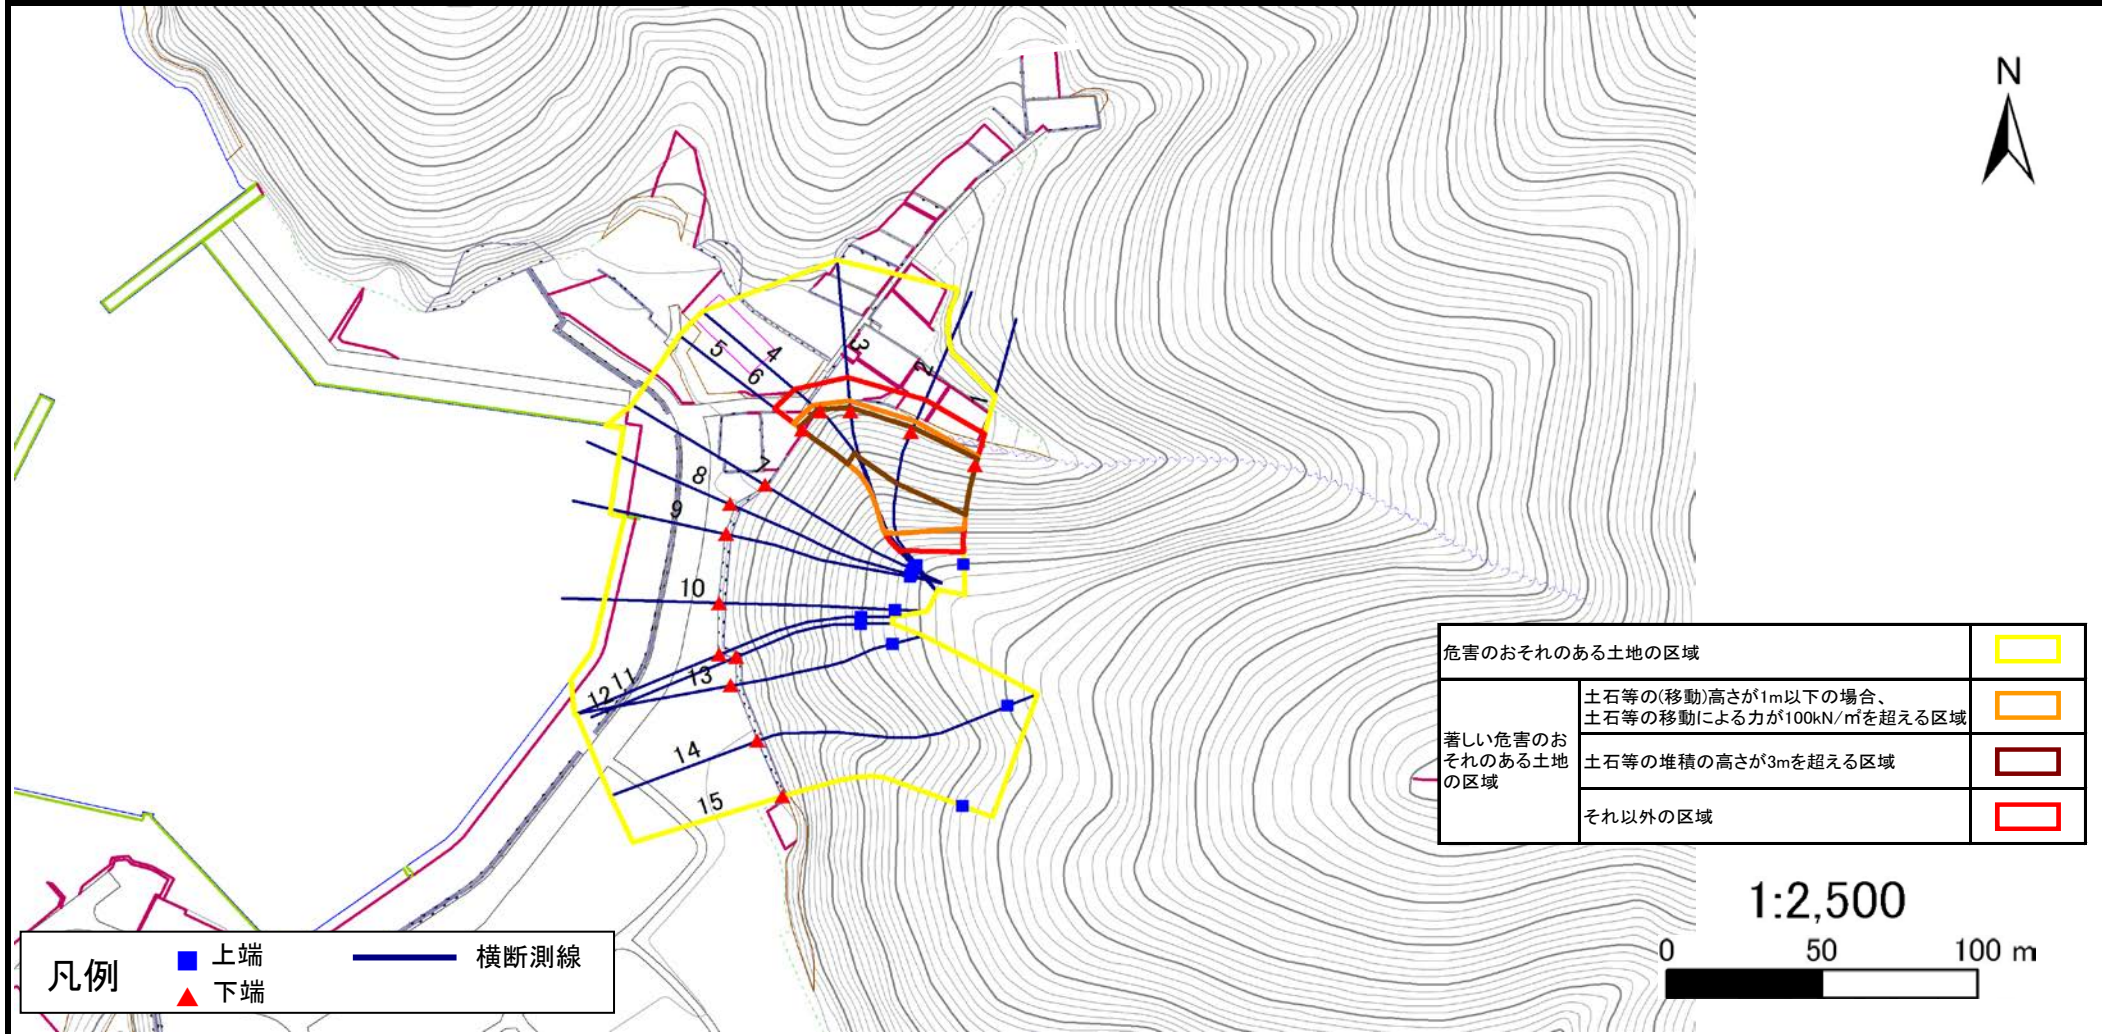 N
3
2
1
4
5
6
7
8
9
10
11
12
13
14
15
危害のおそれのある土地の区域
著しい危害のお
それのある土地
の区域
土石等の(移動)高さが1m以下の場合、
土石等の移動による力が100kN/㎡を超える区域
土石等の堆積の高さが3mを超える区域
それ以外の区域
1:2,500
0 50 100 m
凡例
上端
下端
横断測線